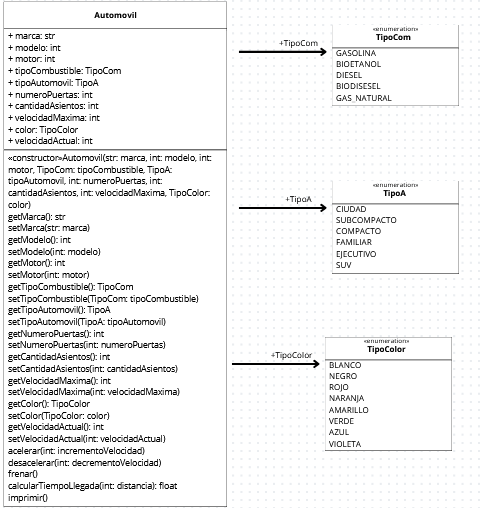 Automovil
+ marca: str
+ modelo: int
+ motor: int
+ tipoCombustible: TipoCom
+ tipoAutomovil: TipoA
+ numeroPuertas: int
+ cantidadAsientos: int
+ velocidadMaxima: int
+ color: TipoColor
+ velocidadActual: int
«constructor»Automovil(str: marca, int: modelo, int:
motor, TipoCom: tipoCombustible, TipoA:
tipoAutomovil, int: numeroPuertas, int:
cantidadAsientos, int: velocidadMaxima, TipoColor:
color)
getMarca(): str
setMarca(str: marca)
getModelo(): int
setModelo(int: modelo)
getMotor(): int
setMotor(int: motor)
getTipoCombustible(): TipoCom
setTipoCombustible(TipoCom: tipoCombustible)
getTipoAutomovil(): TipoA
setTipoAutomovil(TipoA: tipoAutomovil)
getNumeroPuertas(): int
setNumeroPuertas(int: numeroPuertas)
getCantidadAsientos(): int
setCantidadAsientos(int: cantidadAsientos)
getVelocidadMaxima(): int
setVelocidadMaxima(int: velocidadMaxima)
getColor(): TipoColor
setColor(TipoColor: color)
getVelocidadActual(): int
setVelocidadActual(int: velocidadActual)
acelerar(int: incrementoVelocidad)
desacelerar(int: decrementoVelocidad)
frenar()
calcularTiempoLlegada(int: distancia): float
imprimir()
+TipoCom
«enumeration»
TipoCom
GASOLINA
BIOETANOL
DIESEL
BIODISESEL
GAS_NATURAL
+TipoA
«enumeration»
TipoA
CIUDAD
SUBCOMPACTO
COMPACTO
FAMILIAR
EJECUTIVO
SUV
+TipoColor
«enumeration»
TipoColor
BLANCO
NEGRO
ROJO
NARANJA
AMARILLO
VERDE
AZUL
VIOLETA